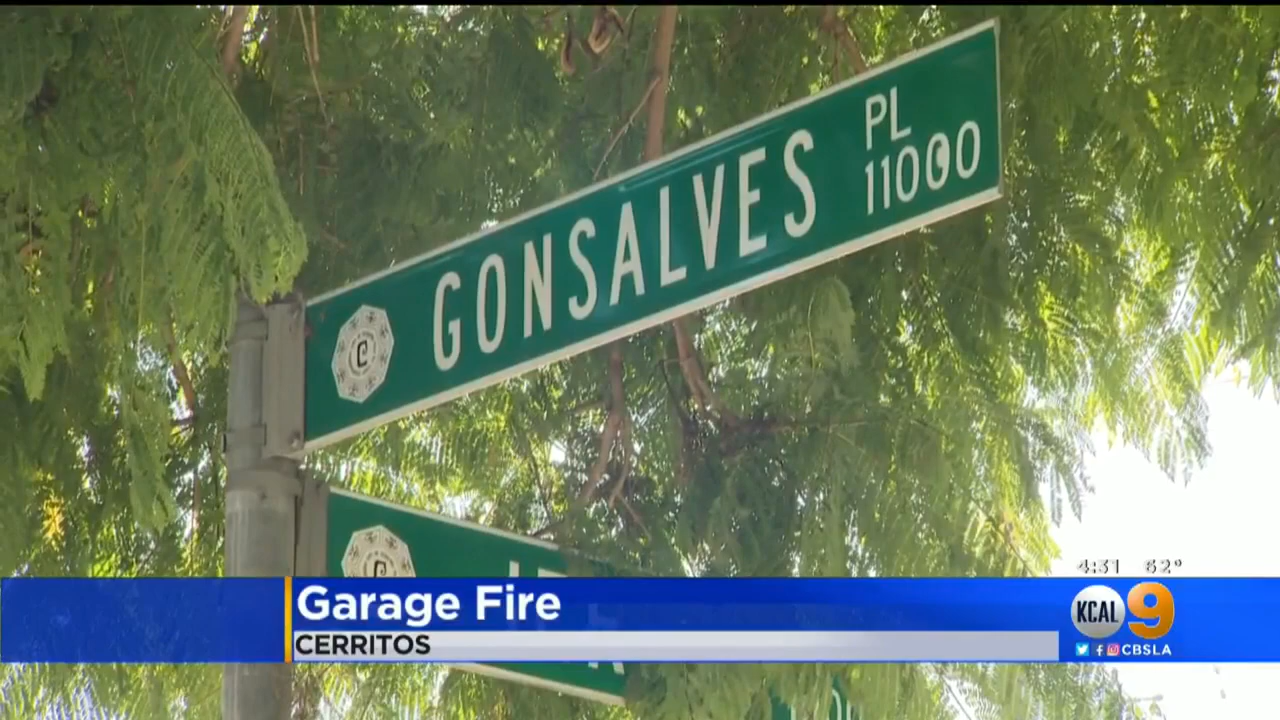 GONSALVES PL
11000
Garage Fire
CERRITOS
4:31 62°
KCAL 9
CBSLA